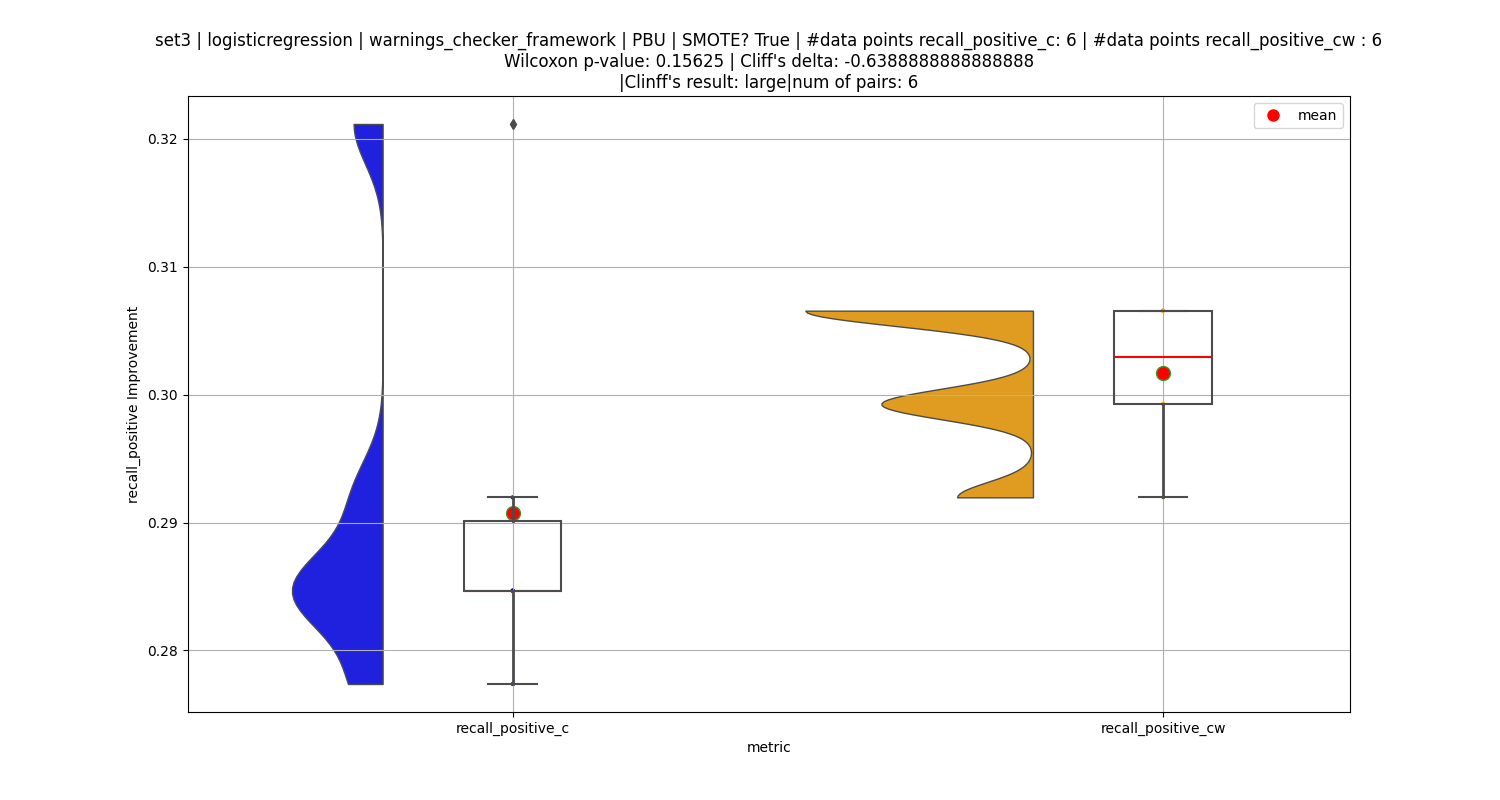 set3 | logisticregression | warnings_checker_framework | PBU | SMOTE? True | #data points recall_positive_c: 6 | #data points recall_positive_cw : 6
Wilcoxon p-value: 0.15625 | Cliff's delta: -0.6388888888888888
|Clinff's result: large|num of pairs: 6
mean
0.32
0.31
0.30
0.29
0.28
recall_positive Improvement
recall_positive_c
recall_positive_cw
metric